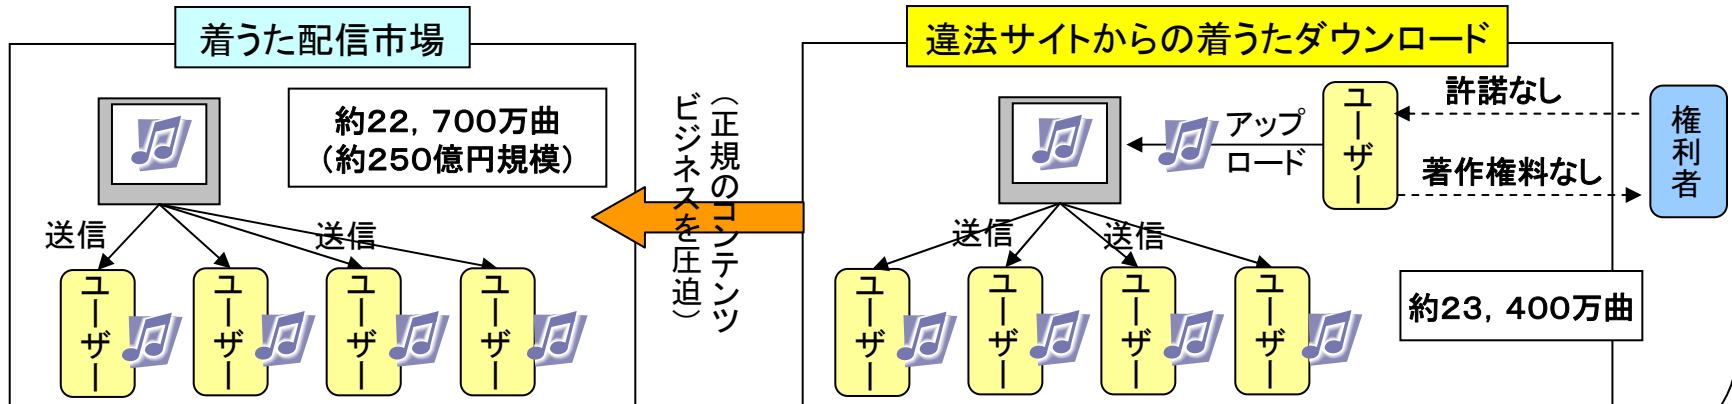 着うた配信市場
約22，700万曲
（約250億円規模）
送信
送信
ユーザー
ユーザー
ユーザー
ユーザー
（正規のコンテンツ
ビジネスを圧迫）
違法サイトからの着うたダウンロード
アップ
ロード
ユーザー
許諾なし
著作権料なし
権利者
送信
送信
ユーザー
ユーザー
ユーザー
ユーザー
約23，400万曲